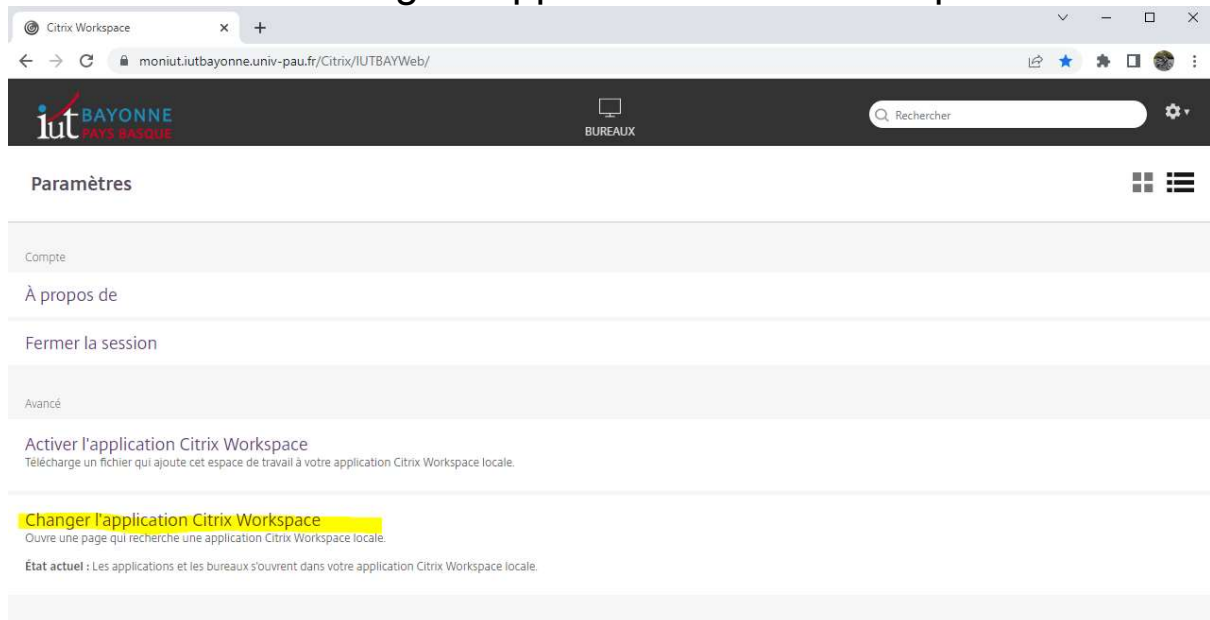 Citrix Workspace
moniut.iutbayonne.univ-pau.fr/Citrix/IUTBAYWeb/
iut BAYONNE
PAYS BASQUE
BUREAUX
Rechercher
Paramètres
Compte
À propos de
Fermer la session
Avancé
Activer l'application Citrix Workspace
Télécharge un fichier qui ajoute cet espace de travail à votre application Citrix Workspace locale.
Changer l'application Citrix Workspace
Ouvre une page qui recherche une application Citrix Workspace locale.
État actuel : Les applications et les bureaux s'ouvrent dans votre application Citrix Workspace locale.